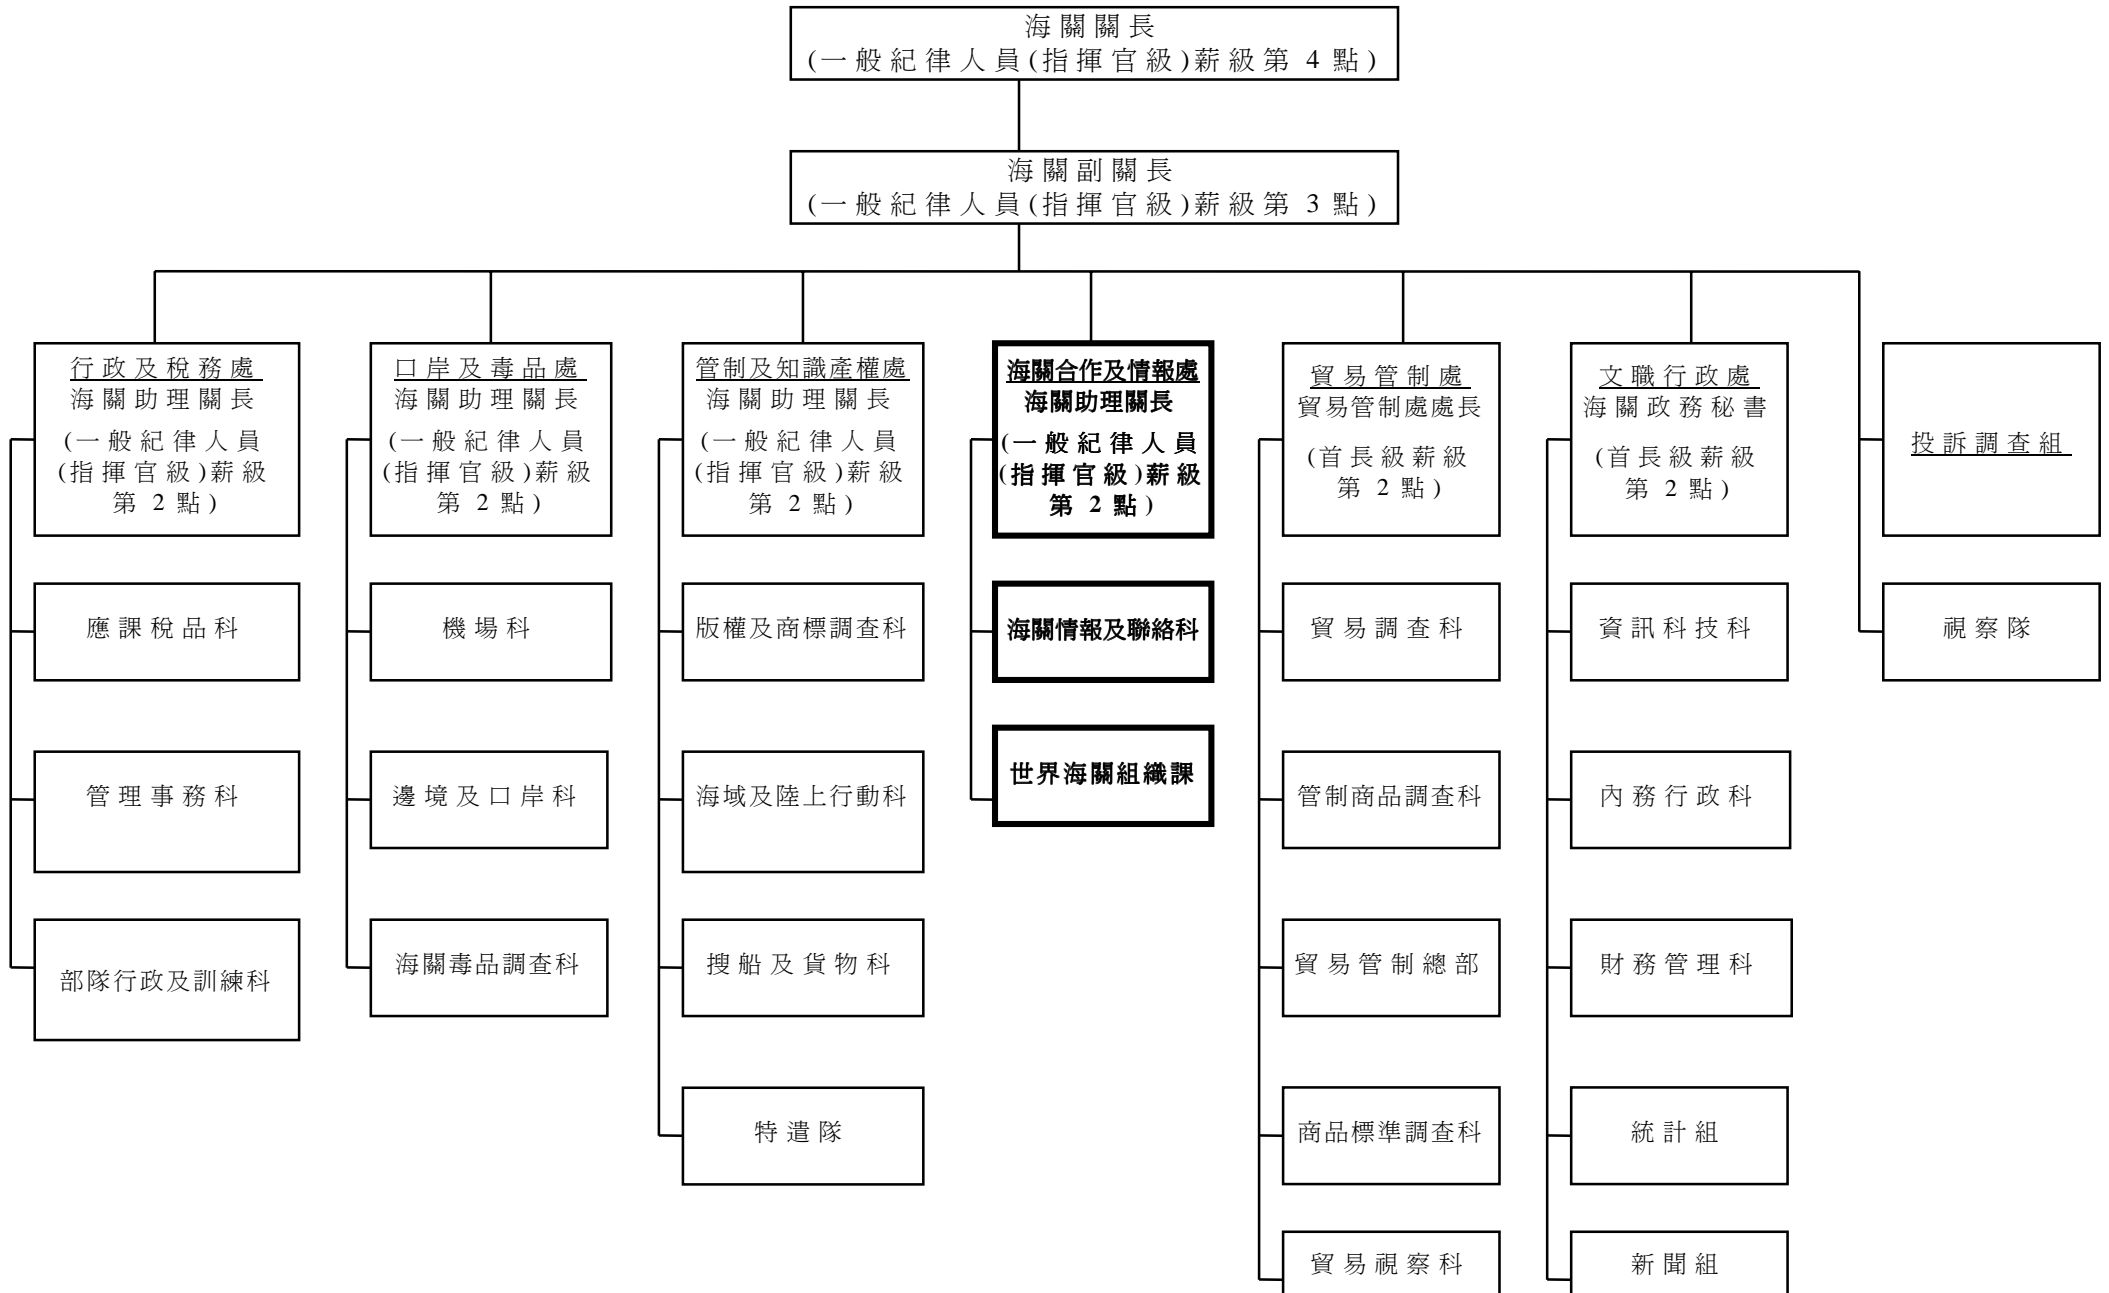 海關關長
(一般紀律人員(指揮官級)薪級第 4 點)
海關副關長
(一般紀律人員(指揮官級)薪級第 3 點)
行政及稅務處
海關助理關長
(一般紀律人員
(指揮官級)薪級
第 2 點)
應課稅品科
管理事務科
部隊行政及訓練科
口岸及毒品處
海關助理關長
(一般紀律人員
(指揮官級)薪級
第 2 點)
機場科
邊境及口岸科
海關毒品調查科
管制及知識產權處
海關助理關長
(一般紀律人員
(指揮官級)薪級
第 2 點)
版權及商標調查科
海域及陸上行動科
搜船及貨物科
特遣隊
海關合作及情報處
海關助理關長
(一般紀律人員
(指揮官級)薪級
第 2 點)
海關情報及聯絡科
世界海關組織課
貿易管制處
貿易管制處處長
(首長級薪級
第 2 點)
貿易調查科
管制商品調查科
貿易管制總部
商品標準調查科
貿易視察科
文職行政處
海關政務秘書
(首長級薪級
第 2 點)
資訊科技科
內務行政科
財務管理科
統計組
新聞組
投訴調查組
視察隊